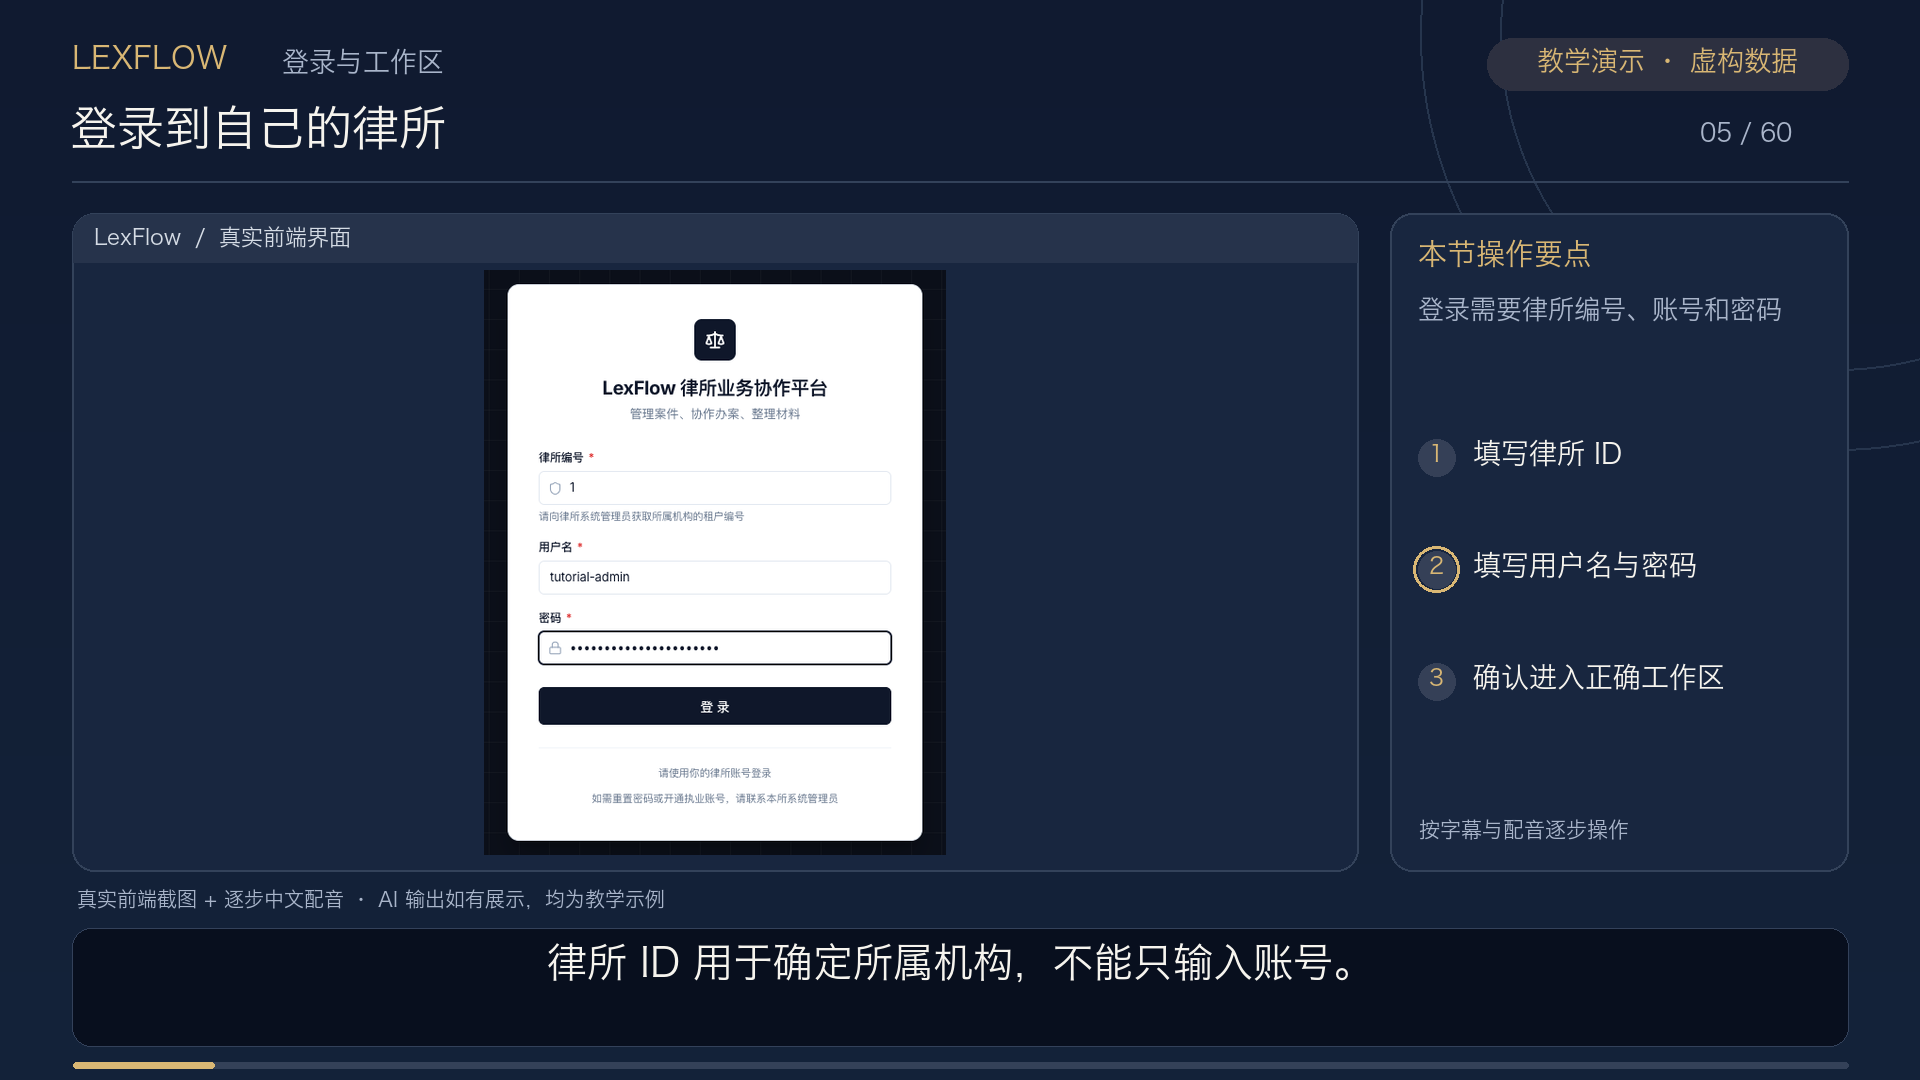 LEXFLOW 登录与工作区
教学演示 · 虚构数据
登录到自己的律所
05 / 60
LexFlow / 真实前端界面
LexFlow 律所业务协作平台
管理案件、协作办案、整理材料
律所编号 *
1
请向律所系统管理员获取所属机构的租户编号
用户名 *
tutorial-admin
密码 *
••••••••••••••••••••••
登 录
请使用你的律所账号登录
如需重置密码或开通执业账号，请联系本所系统管理员
本节操作要点
登录需要律所编号、账号和密码
1 填写律所 ID
2 填写用户名与密码
3 确认进入正确工作区
按字幕与配音逐步操作
真实前端截图 + 逐步中文配音 · AI 输出如有展示，均为教学示例
律所 ID 用于确定所属机构，不能只输入账号。